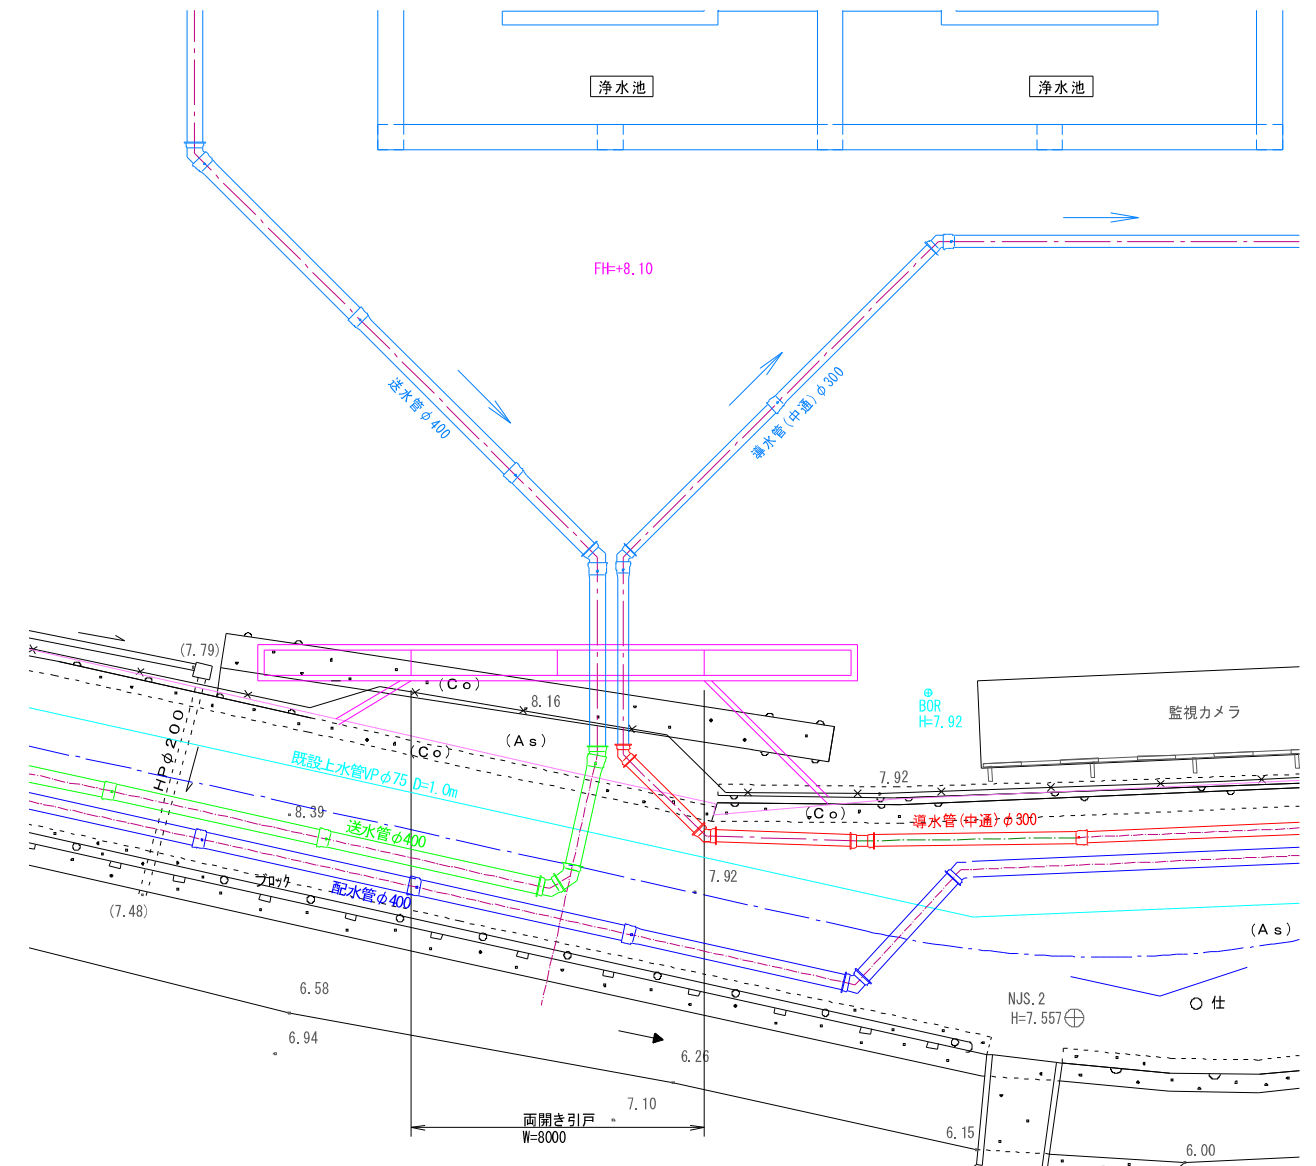 浄水池
浄水池
FH=+8.10
送水管φ400
導水管(中通)φ300
(7.79)
(Co)
8.16
BOR
H=7.92
監視カメラ
HPφ200
(Co)
(As)
既設上水管VPφ75 D=1.0m
7.92
8.39
(Co)
導水管(中通)φ300
送水管φ400
7.92
ブロック
配水管φ400
(7.48)
(As)
6.58
NJS.2
H=7.557
仕
6.94
6.26
7.10
両開き引戸
W=8000
6.15
6.00